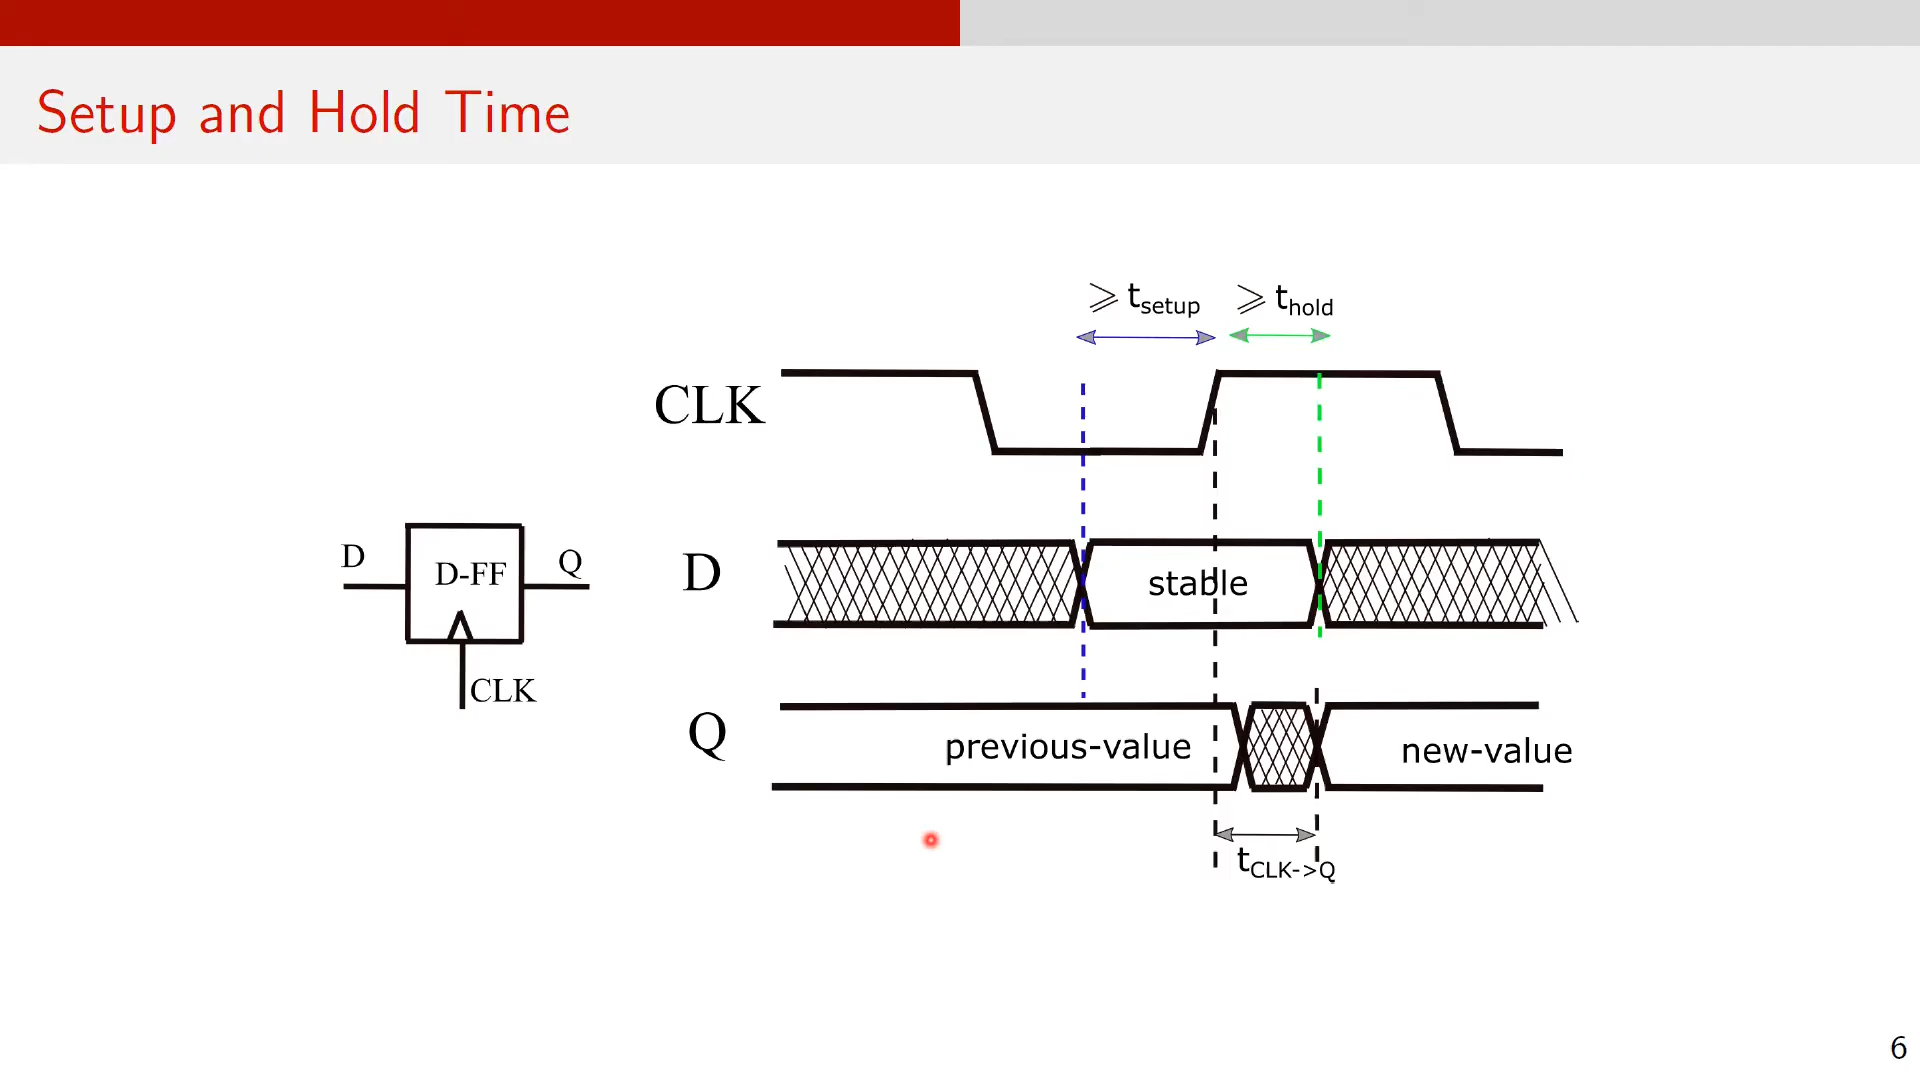 Setup and Hold Time
⩾ t_setup ⩾ t_hold
CLK
D
D-FF
Q
CLK
D
stable
Q
previous-value
new-value
t_CLK->Q
6